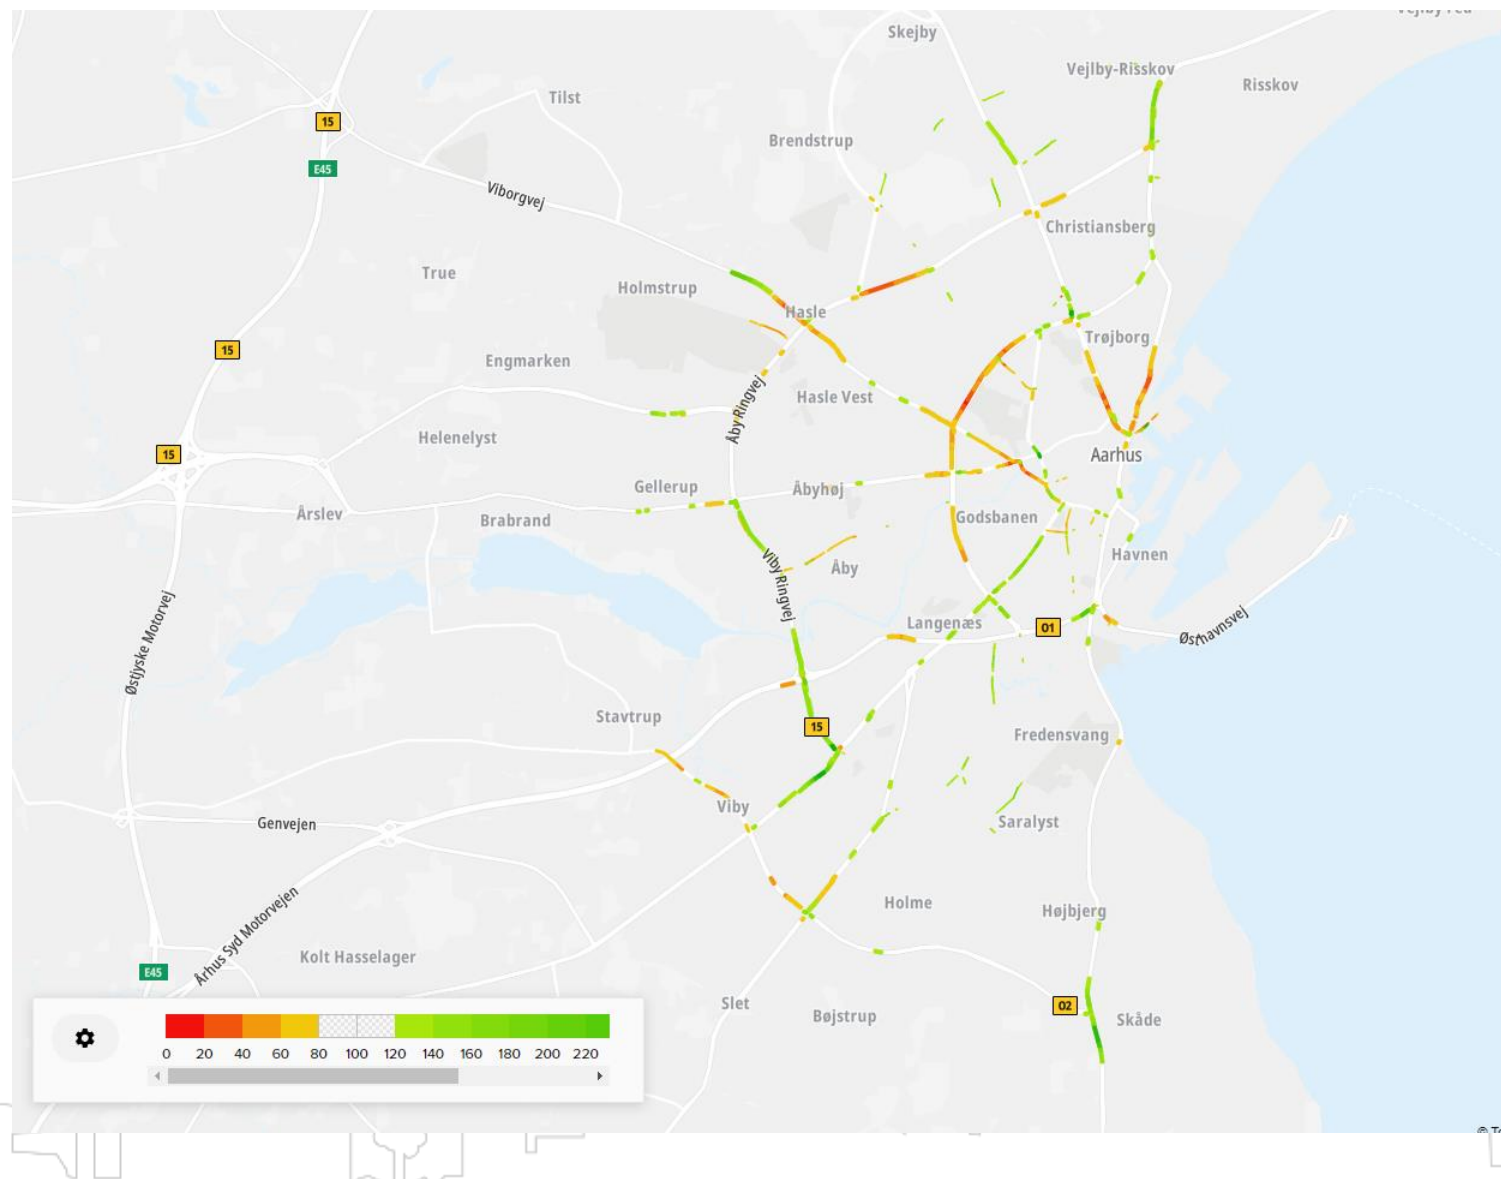 Skejby
Vejlby-Risskov
Risskov
Tilst
15
Brendstrup
E45
Viborgvej
Christiansberg
True
Holmstrup
Hasle
Trøjborg
15
Engmarken
Hasle Vest
Åby Ringvej
Helenelyst
15
Aarhus
Gellerup
Åbyhøj
Årslev
Brabrand
Godsbanen
Havnen
Viby Ringvej
Åby
Østjyske Motorvej
Langenæs
01
Østhavnsvej
Stavtrup
15
Fredensvang
Viby
Genvejen
Saralyst
Århus Syd Motorvejen
Holme
Højbjerg
Kolt Hasselager
E45
Slet
Bøjstrup
02
Skåde
0 20 40 60 80 100 120 140 160 180 200 220